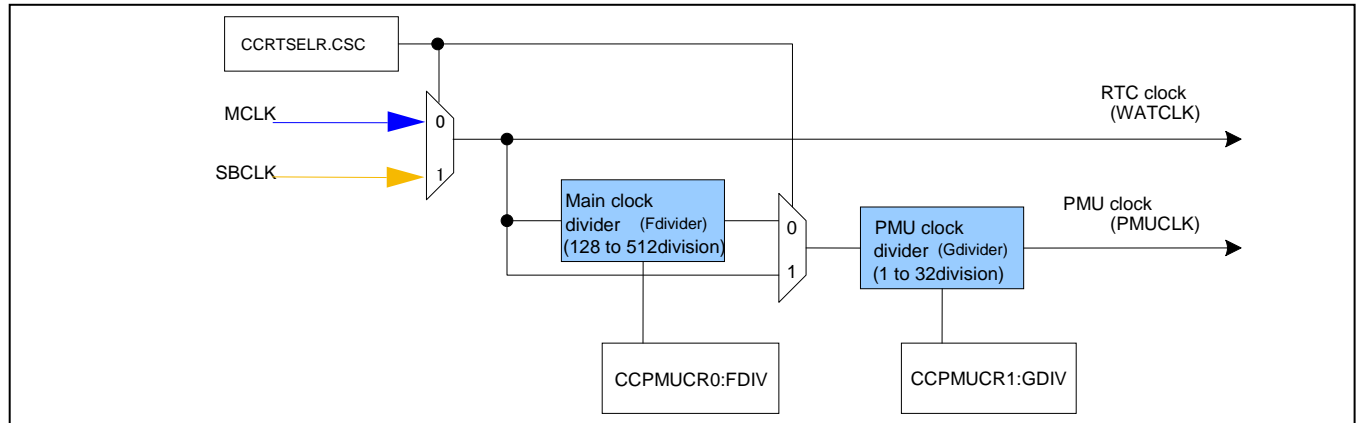 CCRTSELR.CSC
MCLK
0
RTC clock
(WATCLK)
SBCLK
1
Main clock
divider (Fdivider)
(128 to 512division)
0
1
PMU clock
divider (Gdivider)
(1 to 32division)
PMU clock
(PMUCLK)
CCPMUCR0:FDIV
CCPMUCR1:GDIV